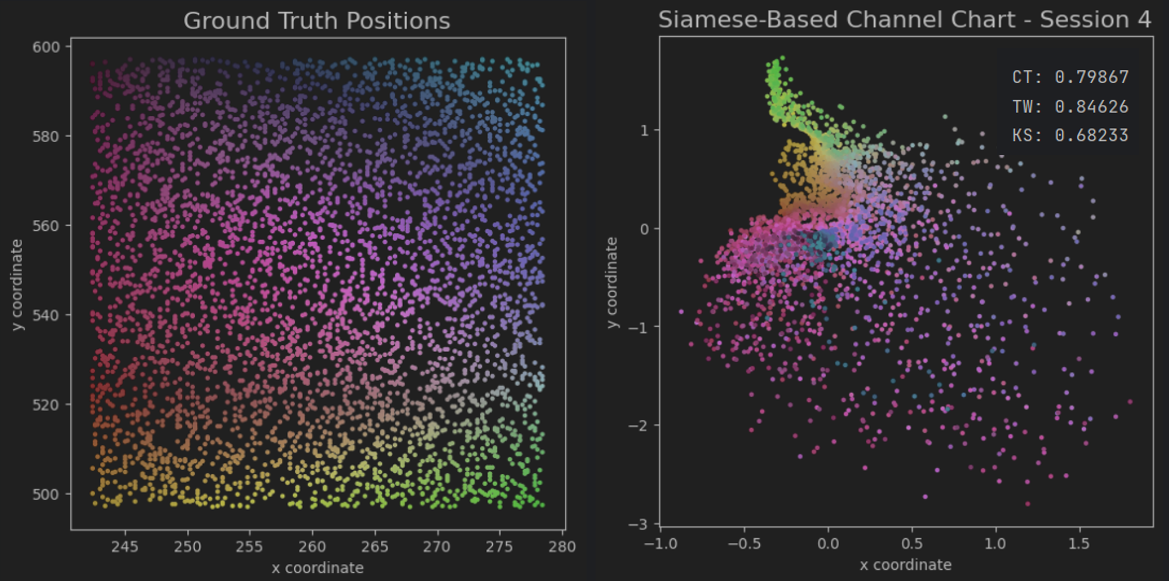 Ground Truth Positions
600
580
560
540
520
500
y coordinate
245 250 255 260 265 270 275 280
x coordinate
Siamese-Based Channel Chart - Session 4
CT: 0.79867
TW: 0.84626
KS: 0.68233
1
0
−1
−2
−3
y coordinate
−1.0 −0.5 0.0 0.5 1.0 1.5
x coordinate